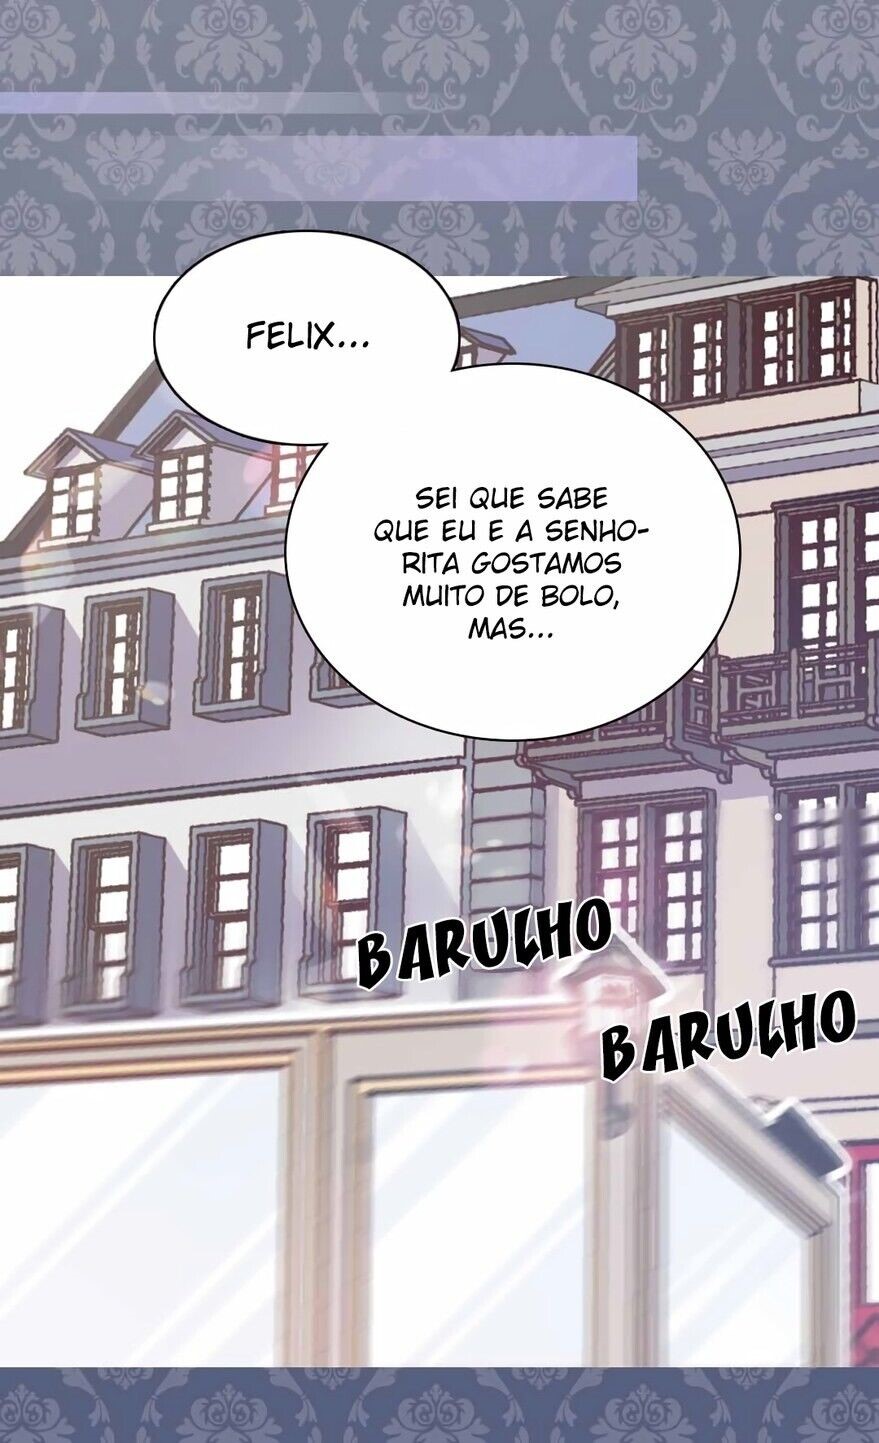 FELIX...
SEI QUE SABE
QUE EU E A SENHO-
RITA GOSTAMOS
MUITO DE BOLO,
MAS...
BARULHO
BARULHO